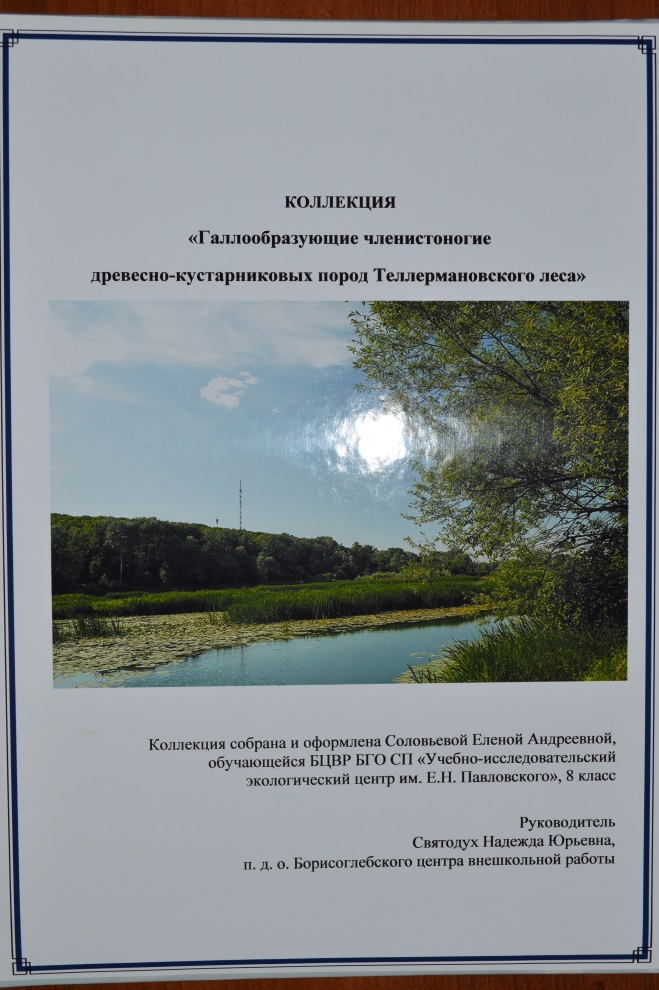 КОЛЛЕКЦИЯ
«Галлообразующие членистоногие
древесно-кустарниковых пород Теллермановского леса»
Коллекция собрана и оформлена Соловьевой Еленой Андреевной,
обучающейся БЦВР БГО СП «Учебно-исследовательский
экологический центр им. Е.Н. Павловского», 8 класс
Руководитель
Святодух Надежда Юрьевна,
п. д. о. Борисоглебского центра внешкольной работы